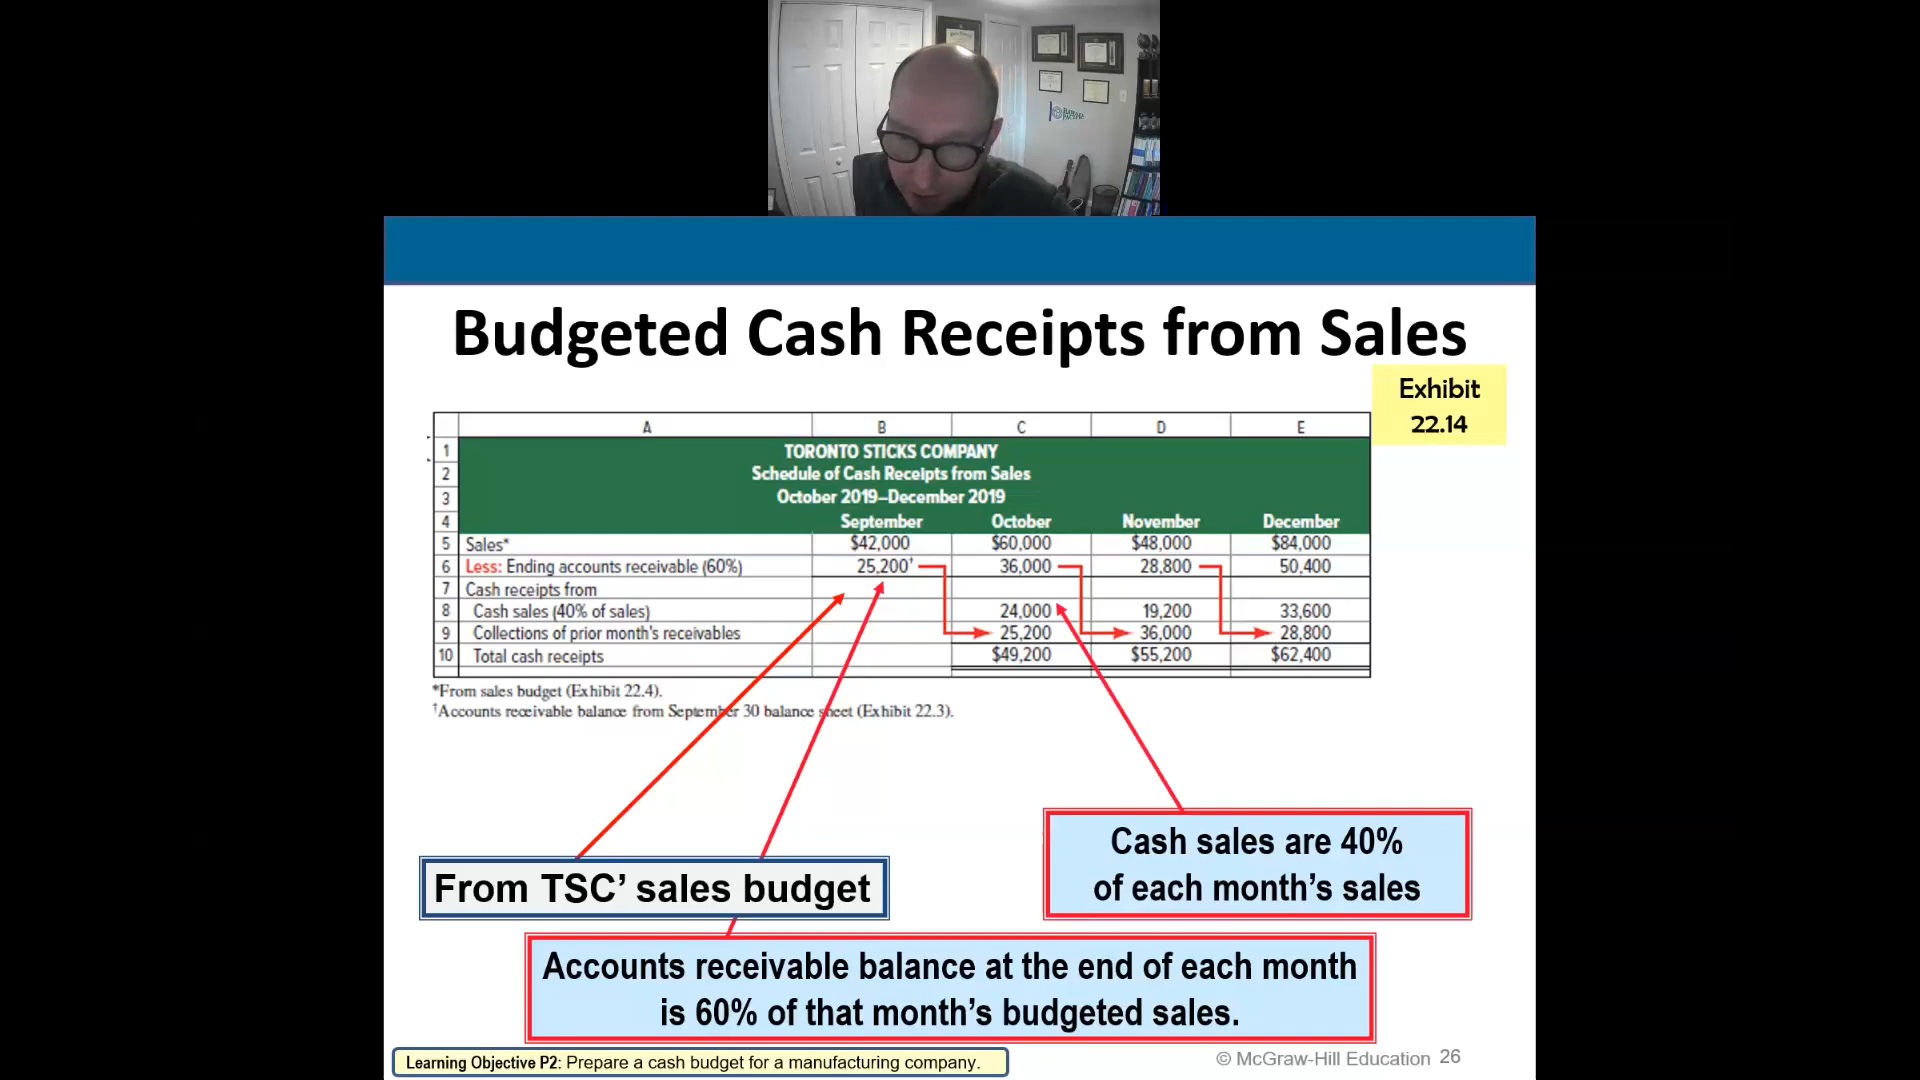 Budgeted Cash Receipts from Sales
Exhibit
22.14
A B C D E
1 TORONTO STICKS COMPANY
2 Schedule of Cash Receipts from Sales
3 October 2019–December 2019
4 September October November December
5 Sales* $42,000 $60,000 $48,000 $84,000
6 Less: Ending accounts receivable (60%) 25,200† 36,000 28,800 50,400
7 Cash receipts from
8 Cash sales (40% of sales) 24,000 19,200 33,600
9 Collections of prior month's receivables 25,200 36,000 28,800
10 Total cash receipts $49,200 $55,200 $62,400
*From sales budget (Exhibit 22.4).
†Accounts receivable balance from September 30 balance sheet (Exhibit 22.3).
Cash sales are 40%
of each month’s sales
From TSC’ sales budget
Accounts receivable balance at the end of each month
is 60% of that month’s budgeted sales.
Learning Objective P2: Prepare a cash budget for a manufacturing company.
© McGraw-Hill Education 26